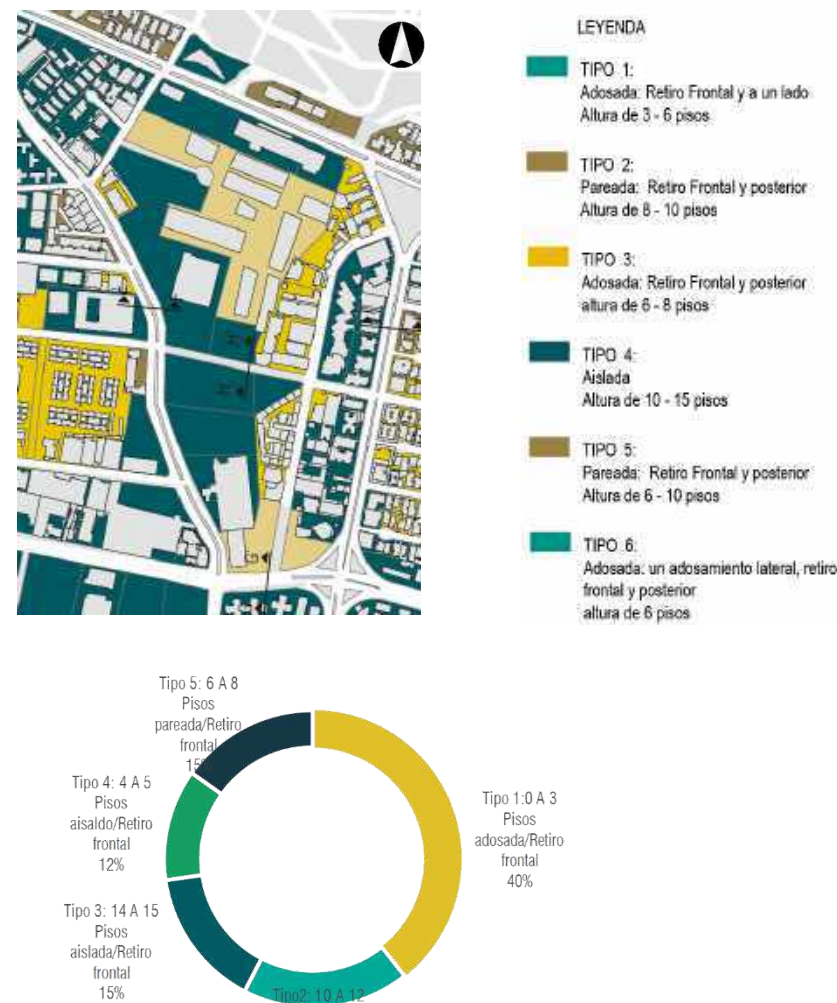 LEYENDA
TIPO 1:
Adosada: Retiro Frontal y a un lado
Altura de 3 - 6 pisos
TIPO 2:
Pareada: Retiro Frontal y posterior
Altura de 8 - 10 pisos
TIPO 3:
Adosada: Retiro Frontal y posterior
altura de 6 - 8 pisos
TIPO 4:
Aislada
Altura de 10 - 15 pisos
TIPO 5:
Pareada: Retiro Frontal y posterior
Altura de 6 - 10 pisos
TIPO 6:
Adosada: un adosamiento lateral, retiro
frontal y posterior
altura de 6 pisos
Tipo 5: 6 A 8
Pisos
pareada/Retiro
frontal
15%
Tipo 4: 4 A 5
Pisos
aisaldo/Retiro
frontal
12%
Tipo 3: 14 A 15
Pisos
aislada/Retiro
frontal
15%
Tipo 1:0 A 3
Pisos
adosada/Retiro
frontal
40%
Tipo2: 10 A 12